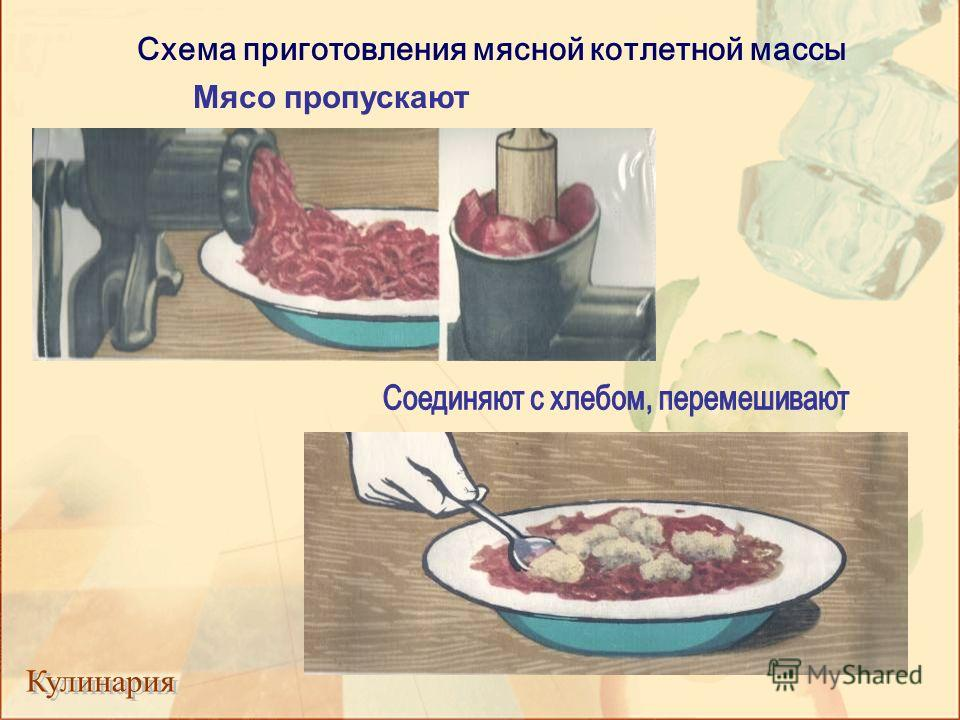 Схема приготовления мясной котлетной массы
Мясо пропускают
Соединяют с хлебом, перемешивают
Кулинария
MyShared